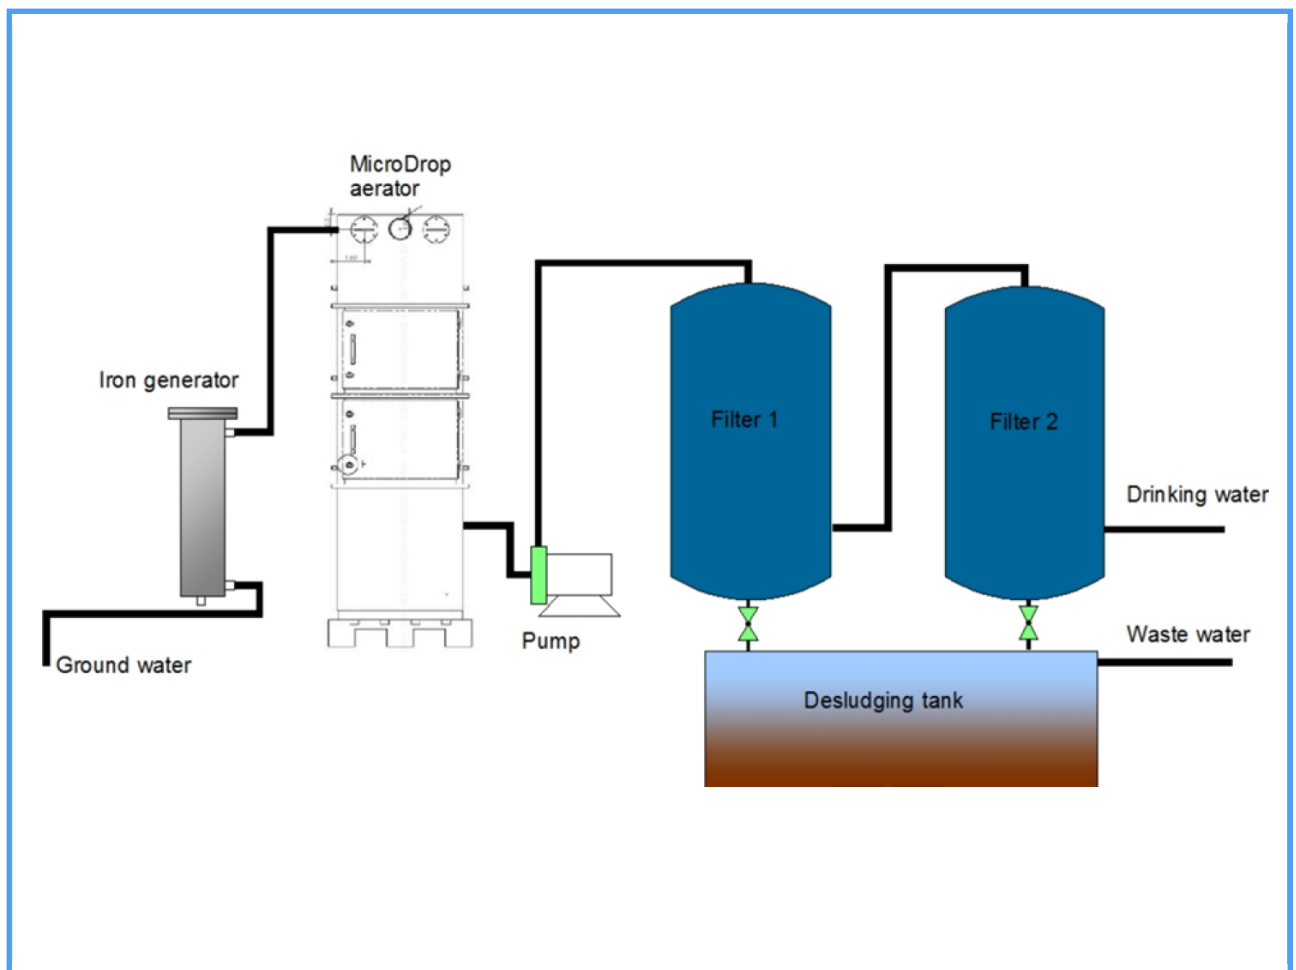 MicroDrop
aerator
Iron generator
Filter 1
Filter 2
Drinking water
Ground water
Pump
Waste water
Desludging tank